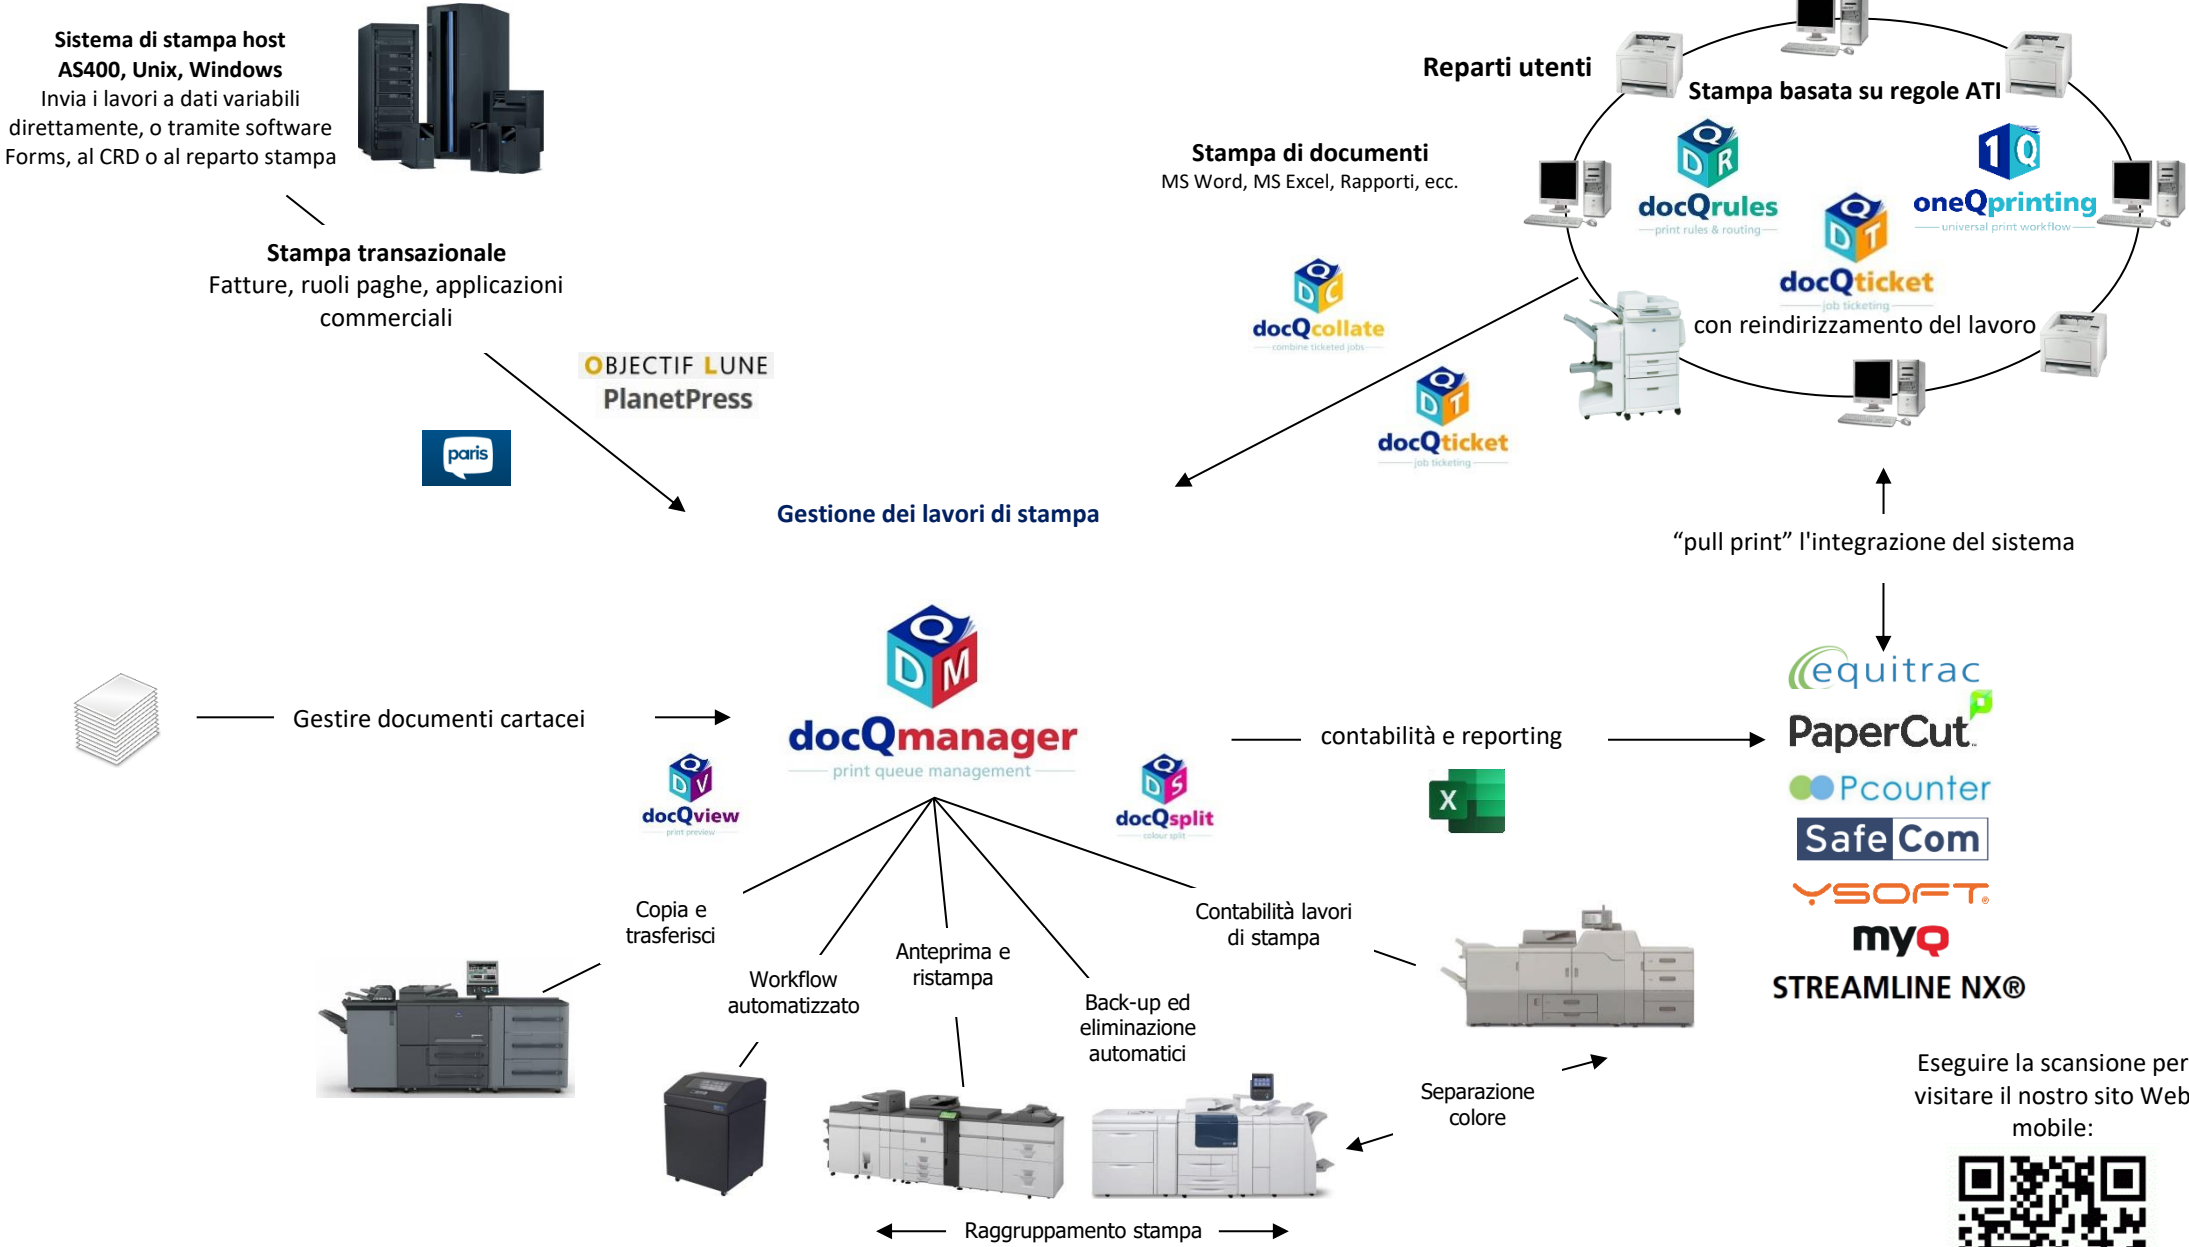 Sistema di stampa host
AS400, Unix, Windows
Invia i lavori a dati variabili
direttamente, o tramite software
Forms, al CRD o al reparto stampa
Stampa transazionale
Fatture, ruoli paghe, applicazioni
commerciali
OBJECTIF LUNE
PlanetPress
paris
Reparti utenti
Stampa basata su regole ATI
Stampa di documenti
MS Word, MS Excel, Rapporti, ecc.
Q D R
docQrules
print rules & routing
1Q
oneQprinting
universal print workflow
Q D T
docQticket
job ticketing
con reindirizzamento del lavoro
Q D C
docQcollate
combine ticketed jobs
Q D T
docQticket
job ticketing
Gestione dei lavori di stampa
“pull print” l'integrazione del sistema
Gestire documenti cartacei
Q D M
docQmanager
print queue management
Q D V
docQview
print preview
Q D S
docQsplit
colour split
contabilità e reporting
X
equitrac
PaperCut
Pcounter
SafeCom
YSOFT®
myQ
STREAMLINE NX®
Copia e
trasferisci
Workflow
automatizzato
Anteprima e
ristampa
Back-up ed
eliminazione
automatici
Contabilità lavori
di stampa
Separazione
colore
Raggruppamento stampa
Eseguire la scansione per
visitare il nostro sito Web
mobile: